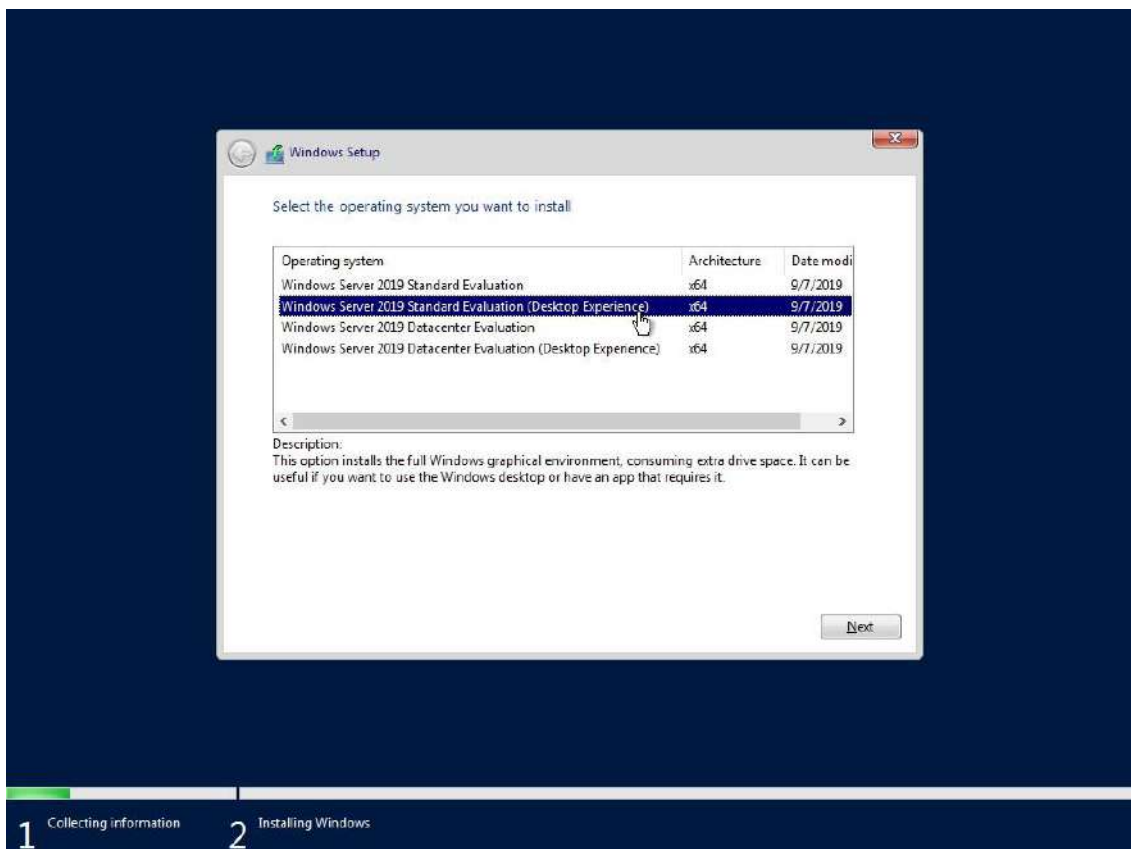 Windows Setup
Select the operating system you want to install
Operating system Architecture Date modi
Windows Server 2019 Standard Evaluation x64 9/7/2019
Windows Server 2019 Standard Evaluation (Desktop Experience) x64 9/7/2019
Windows Server 2019 Datacenter Evaluation x64 9/7/2019
Windows Server 2019 Datacenter Evaluation (Desktop Experience) x64 9/7/2019
Description:
This option installs the full Windows graphical environment, consuming extra drive space. It can be
useful if you want to use the Windows desktop or have an app that requires it.
Next
1 Collecting information 2 Installing Windows